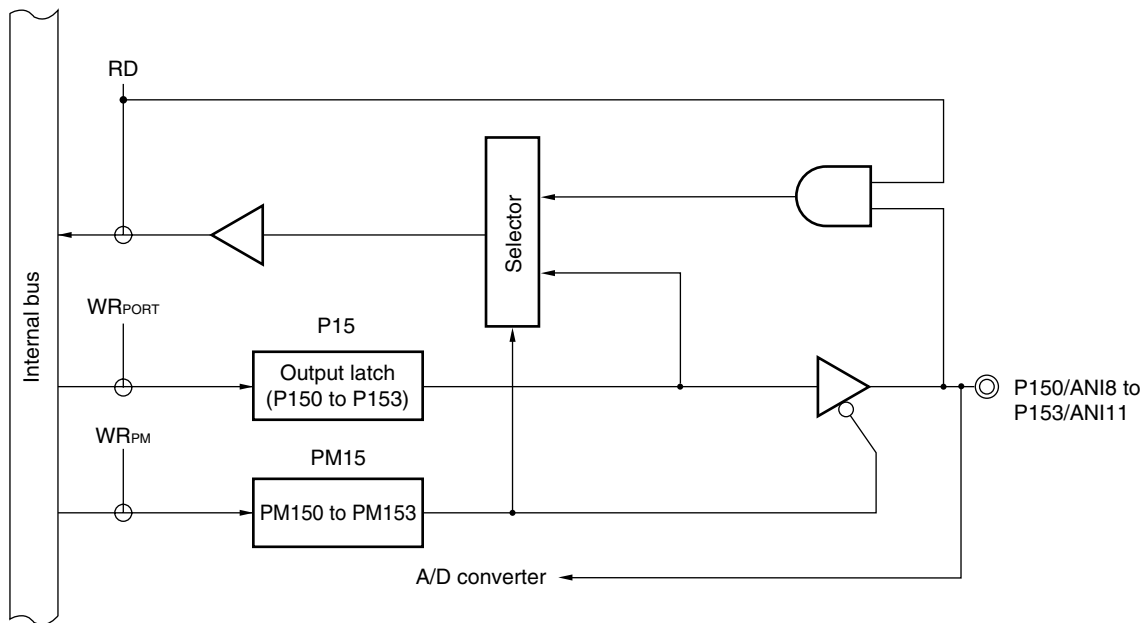 RD
Selector
Internal bus
WRPORT
P15
Output latch
(P150 to P153)
P150/ANI8 to
P153/ANI11
WRPM
PM15
PM150 to PM153
A/D converter